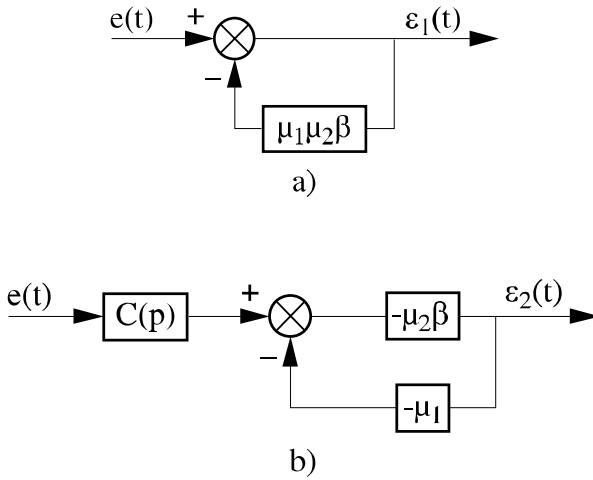 e(t) + ε₁(t)
−
μ₁μ₂β
a)
e(t) C(p) + -μ₂β ε₂(t)
−
-μ₁
b)